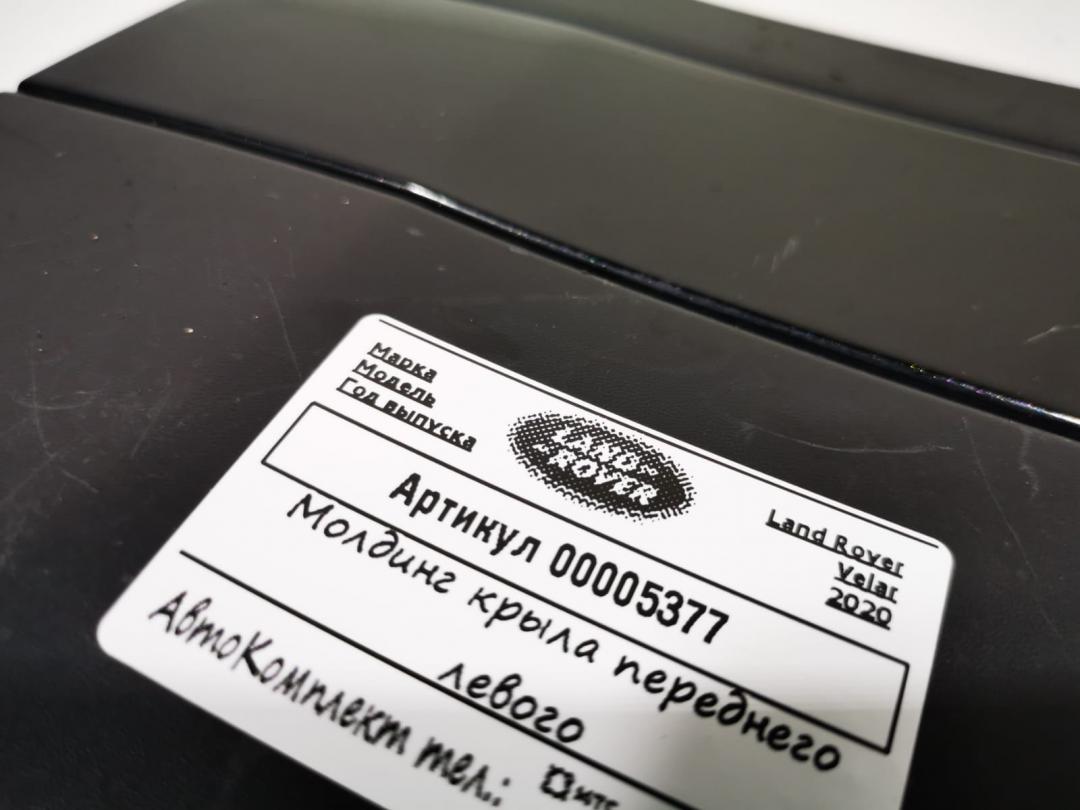 Марка
Модель
Год выпуска
LAND-
ROVER
Land Rover
Velar
2020
Артикул 00005377
Молдинг крыла переднего
левого
АвтоКомплект тел.: